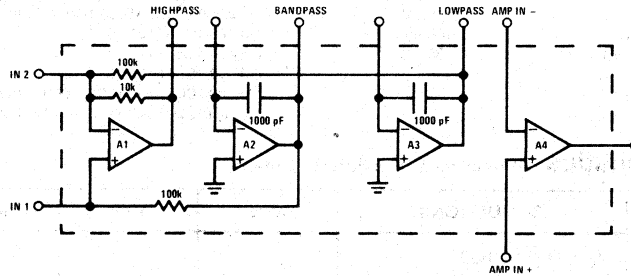 HIGHPASS
BANDPASS
LOWPASS
AMP IN −
IN 2
100k
10k
1000 pF
1000 pF
−
+
A1
−
+
A2
−
+
A3
−
+
A4
100k
IN 1
AMP IN +